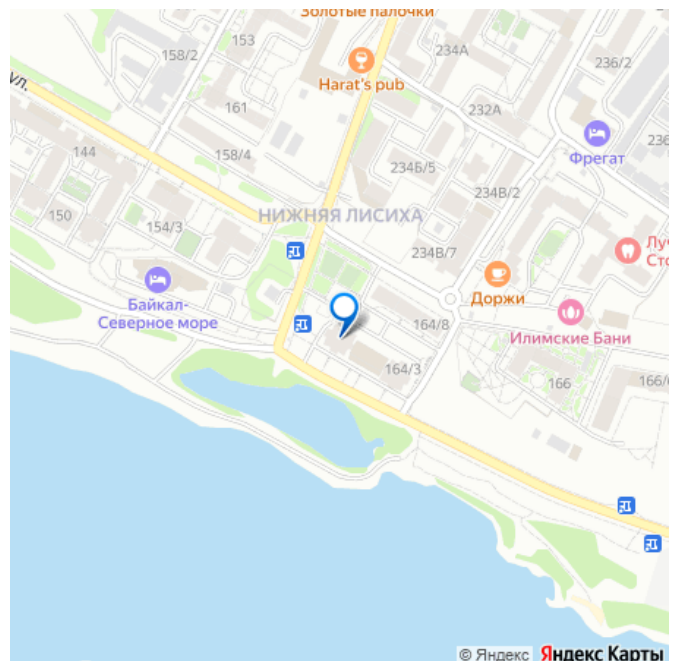 Золотые палочки
153
158/2
234А
236/2
Harat's pub
ул.
161
232А
236
Фрегат
144
158/4
234Б/5
234В/2
НИЖНЯЯ ЛИСИХА
150
154/3
234В/7
Байкал-
Северное море
Доржи
164/8
Илимские Бани
164/3
166
© Яндекс Яндекс Карты